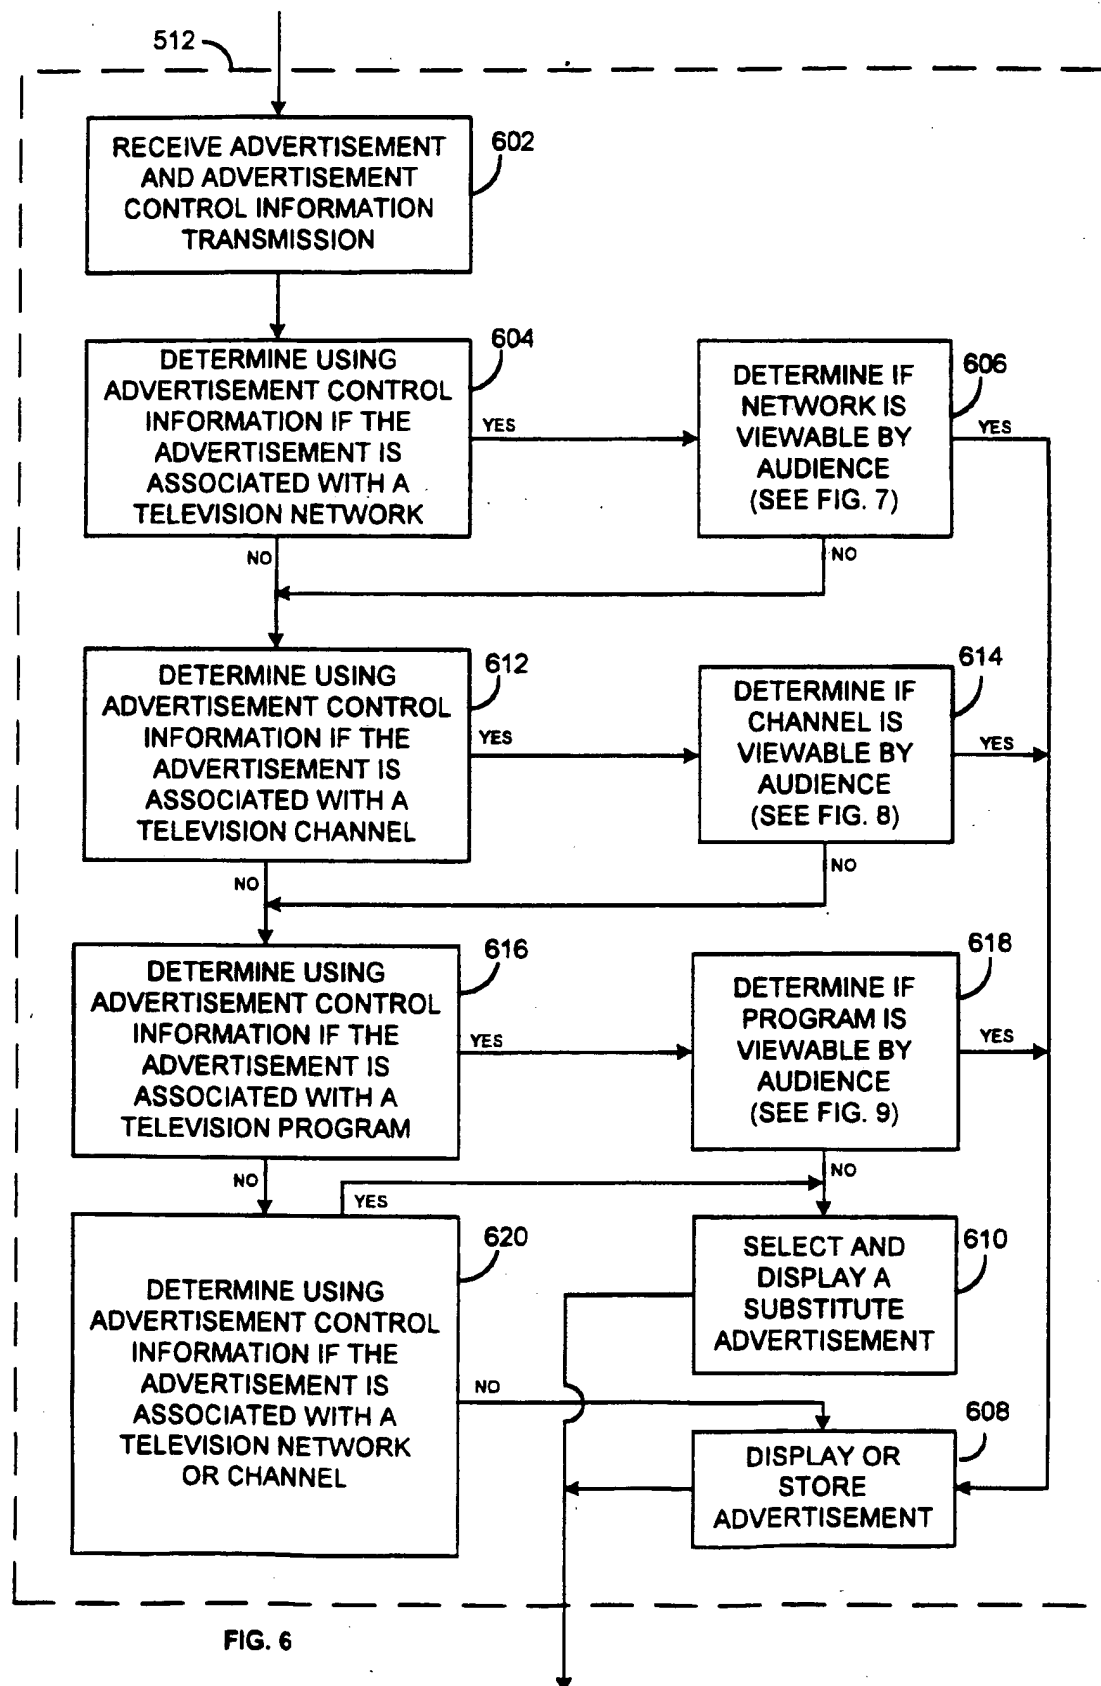 512
RECEIVE ADVERTISEMENT
AND ADVERTISEMENT
CONTROL INFORMATION
TRANSMISSION
602
DETERMINE USING
ADVERTISEMENT CONTROL
INFORMATION IF THE
ADVERTISEMENT IS
ASSOCIATED WITH A
TELEVISION NETWORK
604
YES
NO
DETERMINE IF
NETWORK IS
VIEWABLE BY
AUDIENCE
(SEE FIG. 7)
606
YES
NO
DETERMINE USING
ADVERTISEMENT CONTROL
INFORMATION IF THE
ADVERTISEMENT IS
ASSOCIATED WITH A
TELEVISION CHANNEL
612
YES
NO
DETERMINE IF
CHANNEL IS
VIEWABLE BY
AUDIENCE
(SEE FIG. 8)
614
YES
NO
DETERMINE USING
ADVERTISEMENT CONTROL
INFORMATION IF THE
ADVERTISEMENT IS
ASSOCIATED WITH A
TELEVISION PROGRAM
616
YES
NO
DETERMINE IF
PROGRAM IS
VIEWABLE BY
AUDIENCE
(SEE FIG. 9)
618
YES
NO
YES
DETERMINE USING
ADVERTISEMENT CONTROL
INFORMATION IF THE
ADVERTISEMENT IS
ASSOCIATED WITH A
TELEVISION NETWORK
OR CHANNEL
620
NO
SELECT AND
DISPLAY A
SUBSTITUTE
ADVERTISEMENT
610
DISPLAY OR
STORE
ADVERTISEMENT
608
FIG. 6